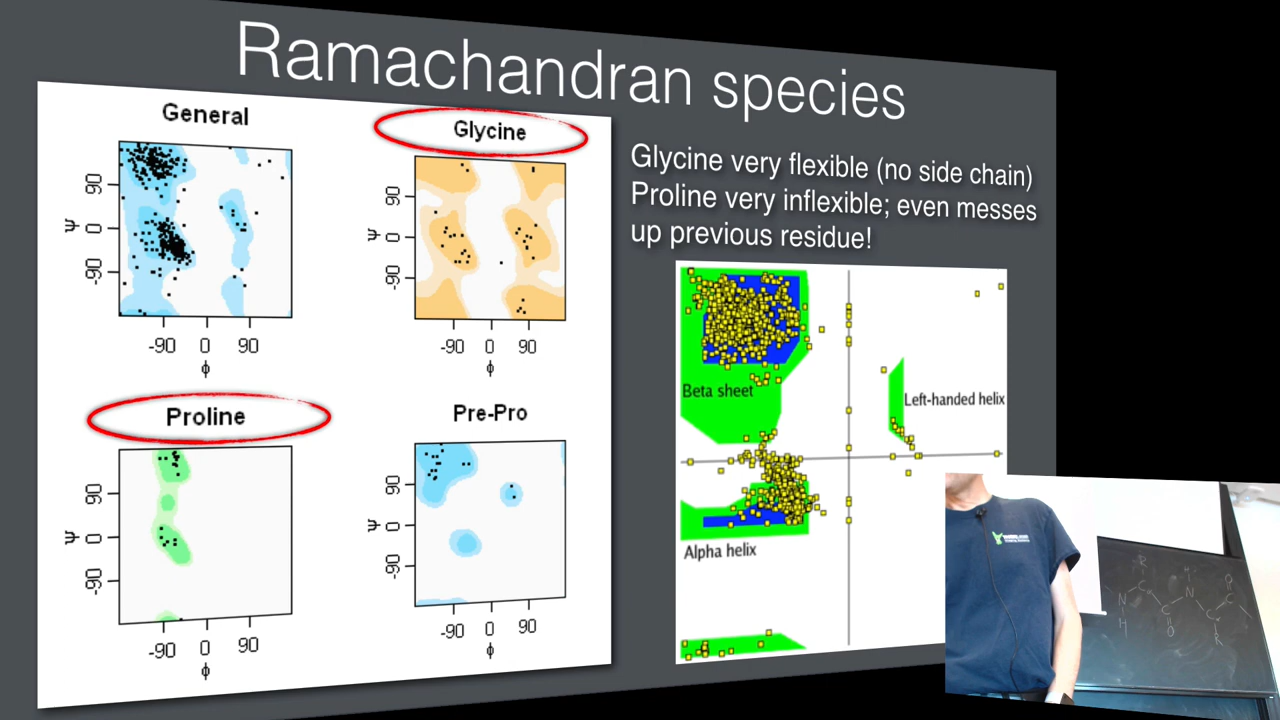 Ramachandran species
General
Glycine
90
0
-90
Ψ
-90 0 90
ϕ
90
0
-90
Ψ
-90 0 90
ϕ
Proline
Pre-Pro
90
0
-90
Ψ
-90 0 90
ϕ
90
0
-90
Ψ
-90 0 90
ϕ
Glycine very flexible (no side chain)
Proline very inflexible; even messes
up previous residue!
Beta sheet
Left-handed helix
Alpha helix
R
H
O
N
C
C
N
C
C
H
O
R